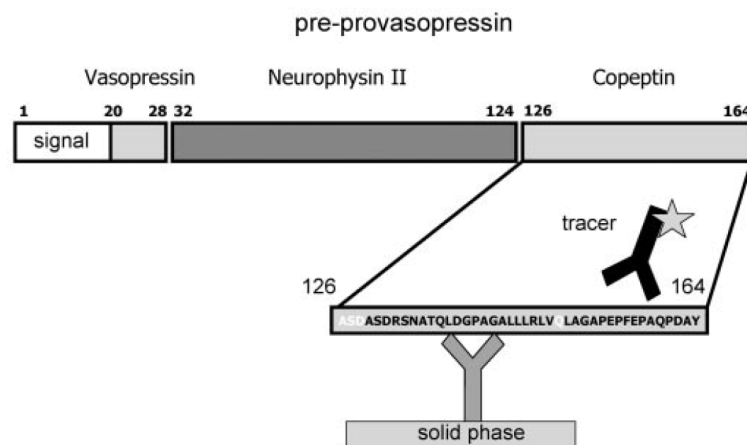 pre-provasopressin
Vasopressin Neurophysin II Copeptin
1 20 28 32 124 126 164
signal
tracer
126 164
ASDASDRSNATQLDGPAGALLLRLVQLAGAPEPFEPAQPDAY
solid phase